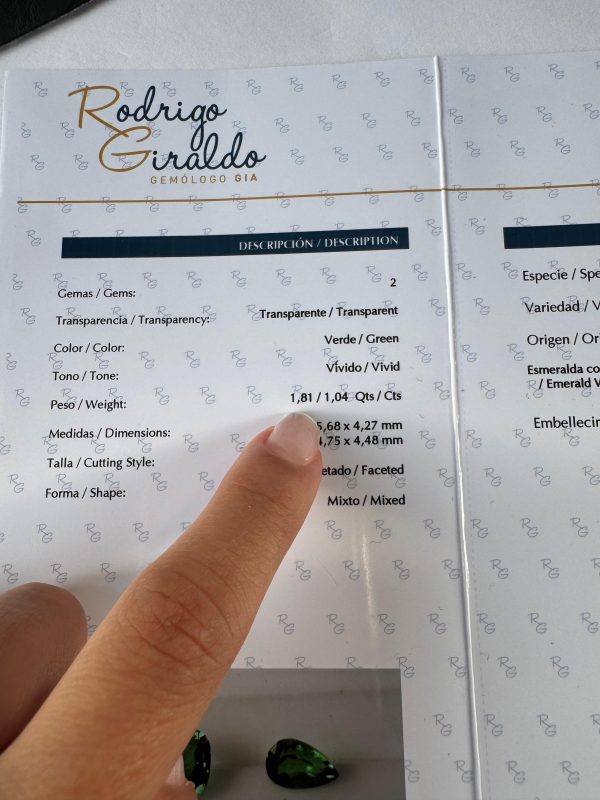 Rodrigo
Giraldo
GEMÓLOGO GIA
DESCRIPCIÓN / DESCRIPTION
Gemas / Gems: 2
Transparencia / Transparency: Transparente / Transparent
Color / Color: Verde / Green
Tono / Tone: Vívido / Vivid
Peso / Weight: 1,81 / 1,04 Qts / Cts
Medidas / Dimensions: 5,68 x 4,27 mm
4,75 x 4,48 mm
Talla / Cutting Style: etado / Faceted
Forma / Shape: Mixto / Mixed
Especie / Spe
Variedad / V
Origen / Ori
Esmeralda co
/ Emerald W
Embellecin